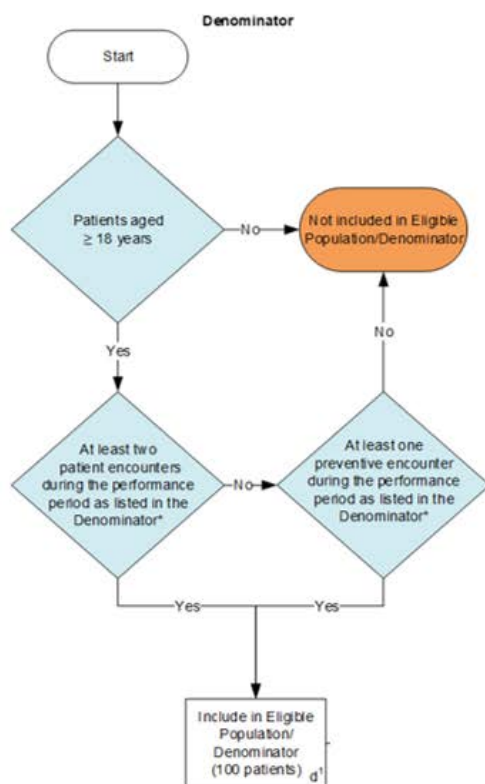 Denominator
Start
Patients aged
≥ 18 years
No
Not included in Eligible
Population/Denominator
Yes
No
At least two
patient encounters
during the performance
period as listed in the
Denominator*
No
At least one
preventive encounter
during the performance
period as listed in the
Denominator*
Yes
Yes
Include in Eligible
Population/
Denominator
(100 patients) d¹